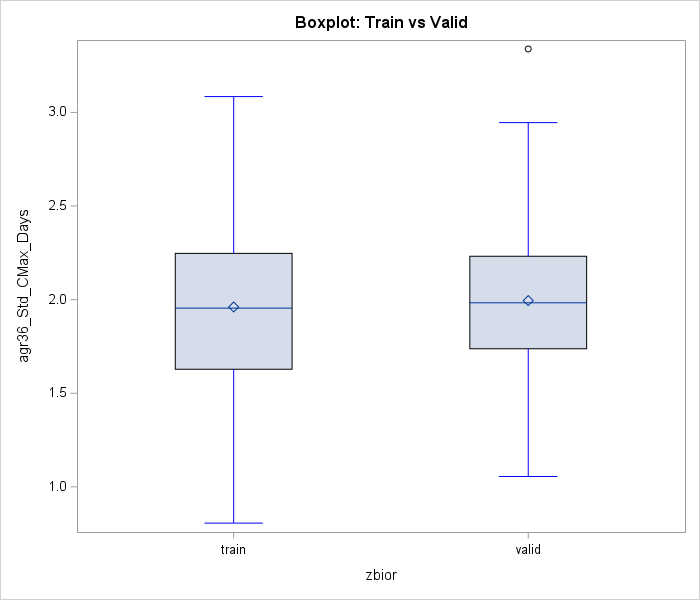 Boxplot: Train vs Valid
agr36_Std_CMax_Days
3.0
2.5
2.0
1.5
1.0
train
valid
zbior